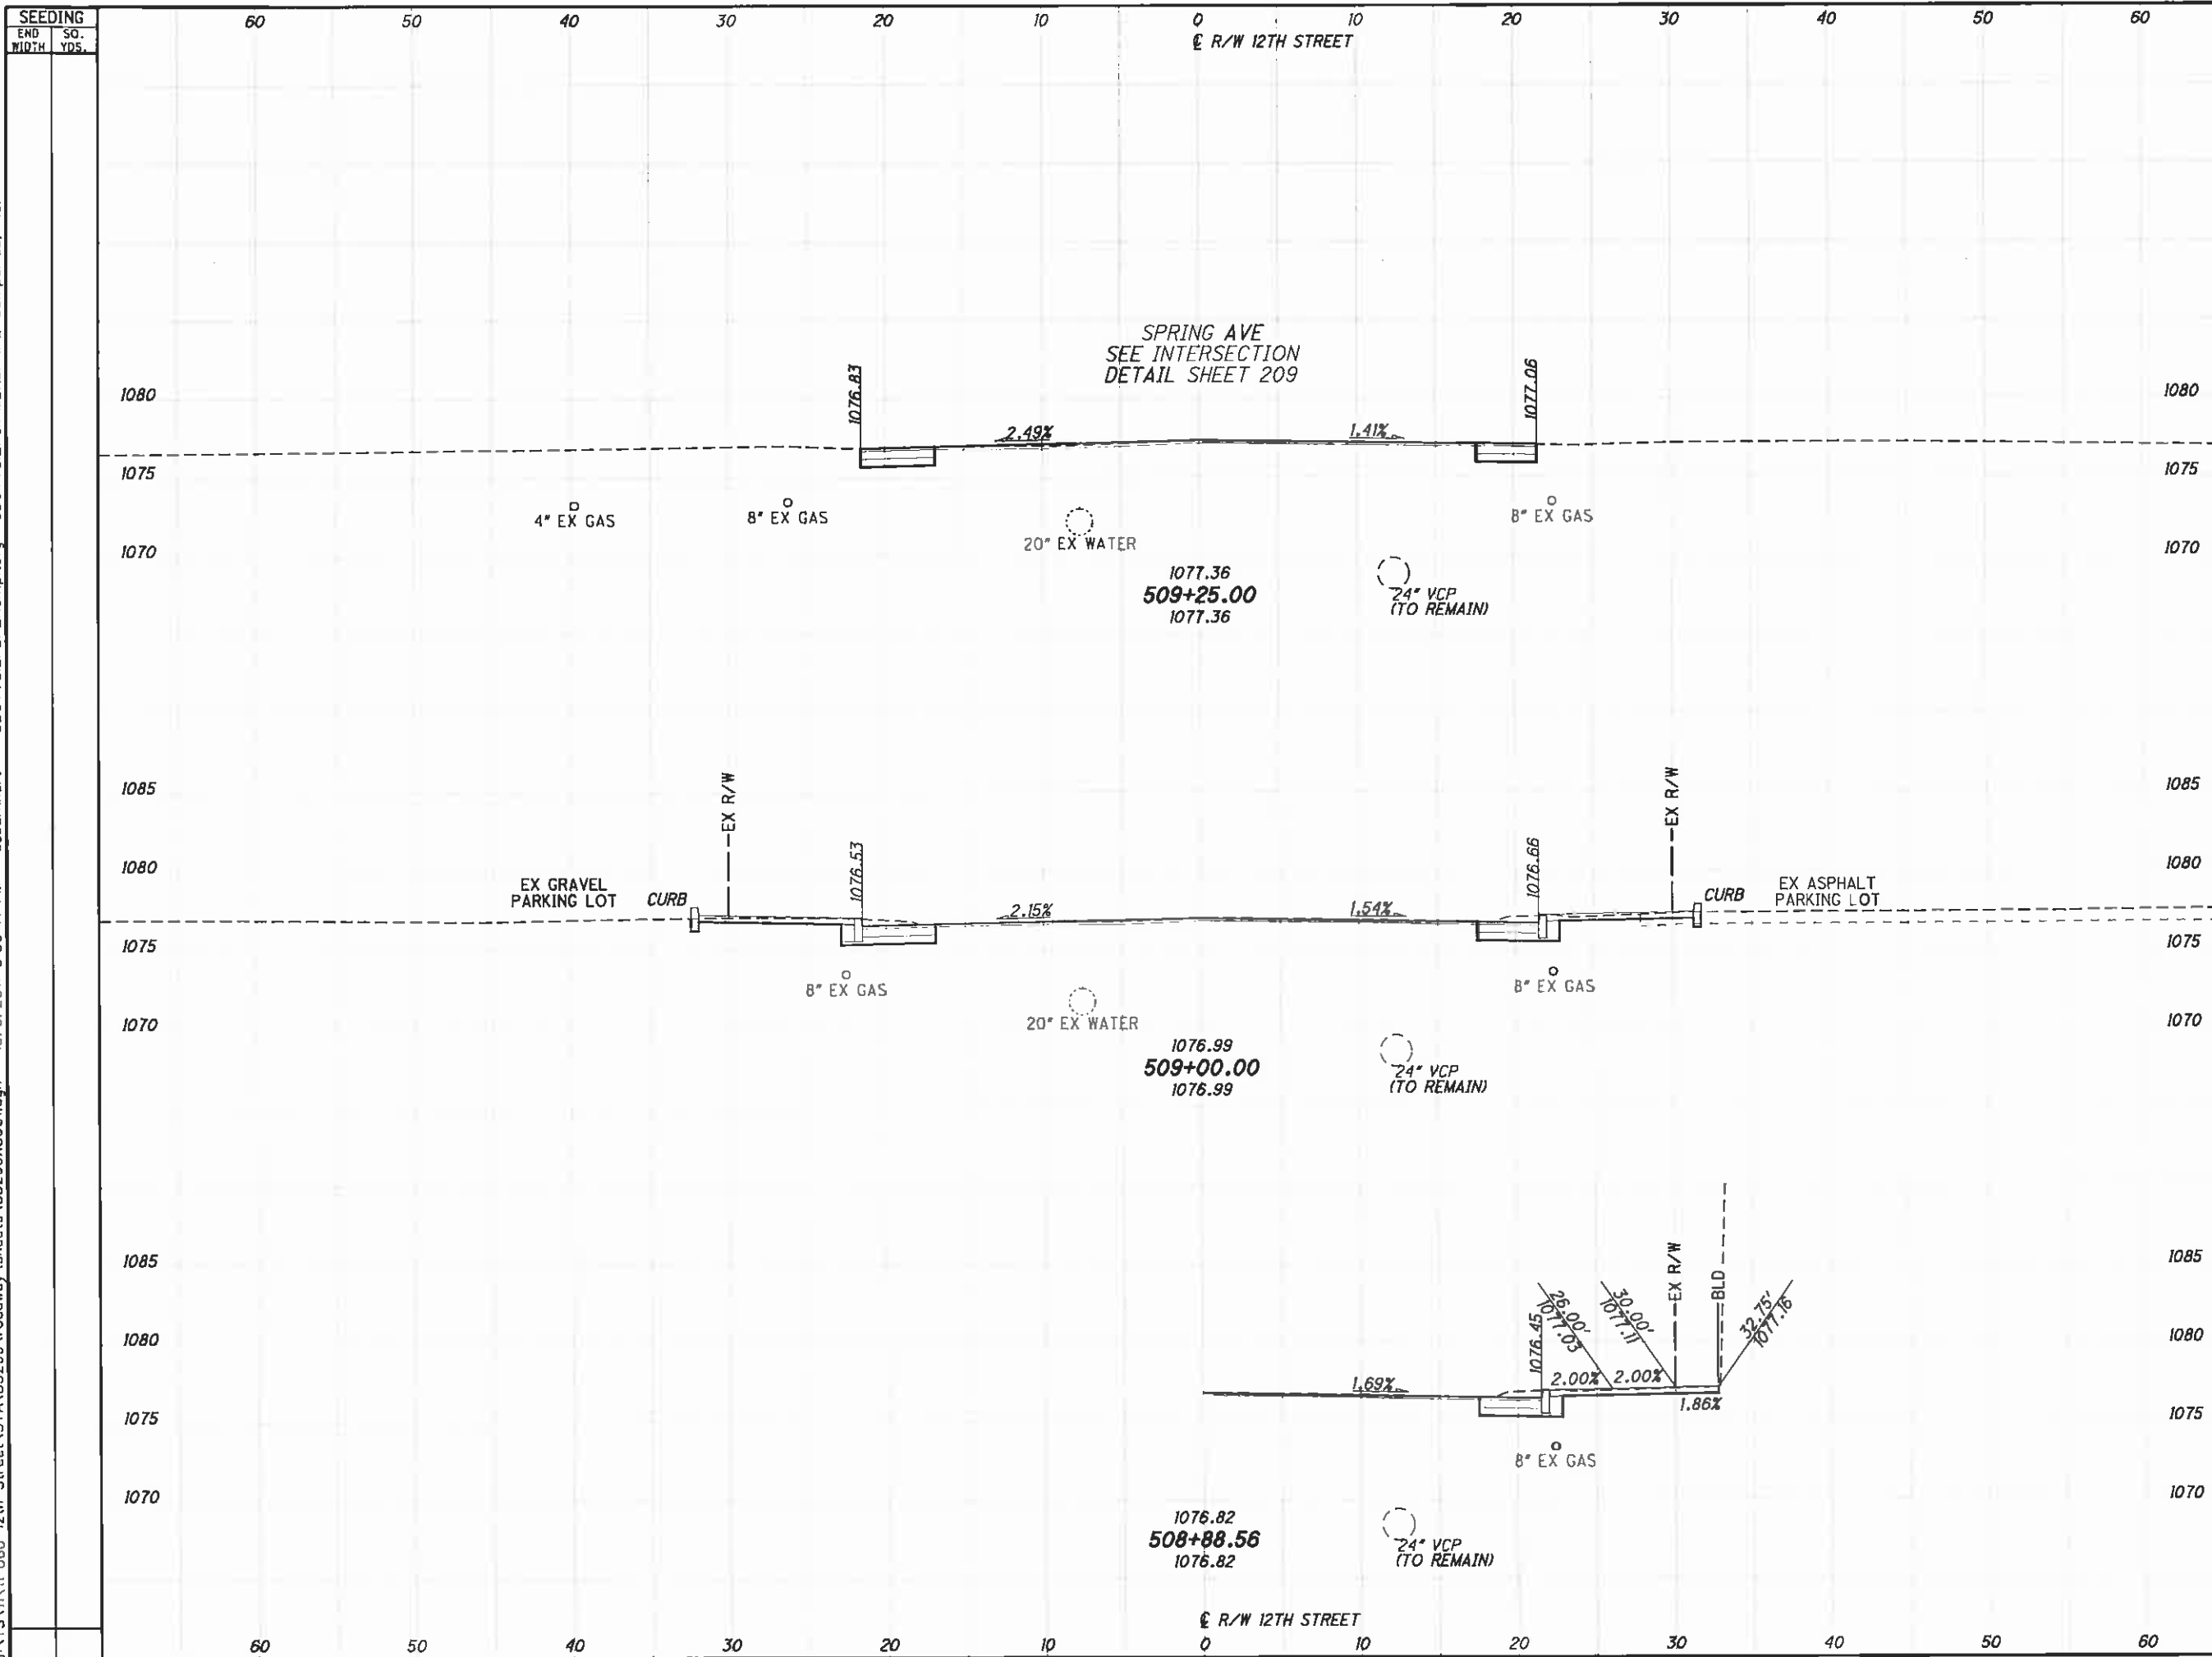 SEEDING
END WIDTH
SQ. YDS.
60 50 40 30 20 10 0 10 20 30 40 50 60
℄ R/W 12TH STREET
SPRING AVE
SEE INTERSECTION
DETAIL SHEET 209
1076.83
1077.06
1080
1080
2.49%
1.41%
1075
1075
4" EX GAS
8" EX GAS
20" EX WATER
8" EX GAS
1070
1070
1077.36
509+25.00
1077.36
24" VCP
(TO REMAIN)
1085
1085
EX R/W
EX R/W
1080
1080
1076.53
1076.66
EX GRAVEL
PARKING LOT
CURB
2.15%
1.54%
CURB
EX ASPHALT
PARKING LOT
1075
1075
8" EX GAS
20" EX WATER
8" EX GAS
1070
1070
1076.99
509+00.00
1076.99
24" VCP
(TO REMAIN)
1085
1085
EX R/W
BLD
26.00'
1077.03
30.00'
1077.11
32.75'
1077.16
1080
1080
1076.45
1.69%
2.00%
2.00%
1.86%
1075
1075
8" EX GAS
1070
1070
1076.82
508+88.56
1076.82
24" VCP
(TO REMAIN)
℄ R/W 12TH STREET
60 50 40 30 20 10 0 10 20 30 40 50 60